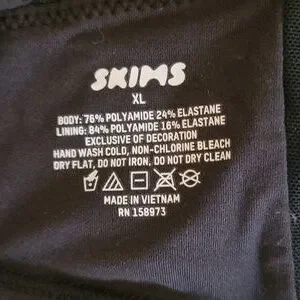 SKIMS
XL
BODY: 76% POLYAMIDE 24% ELASTANE
LINING: 84% POLYAMIDE 16% ELASTANE
EXCLUSIVE OF DECORATION
HAND WASH COLD, NON-CHLORINE BLEACH
DRY FLAT, DO NOT IRON, DO NOT DRY CLEAN
MADE IN VIETNAM
RN 158973